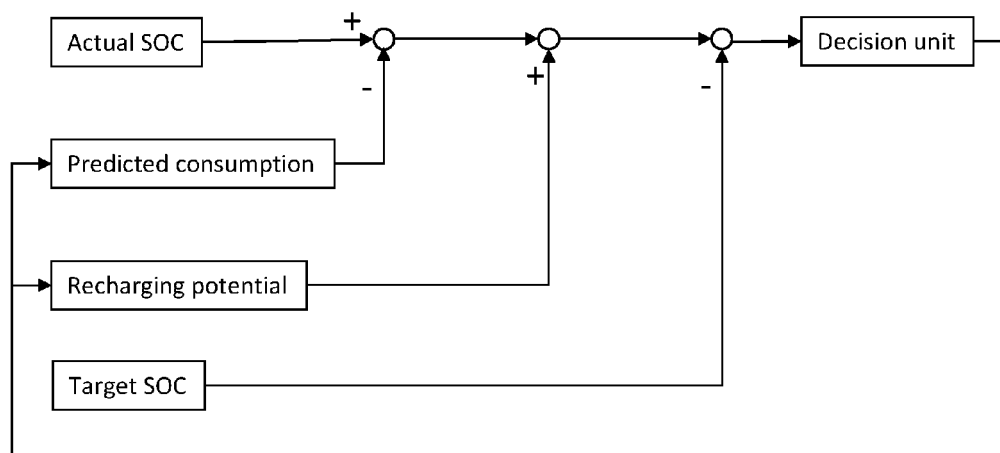 +
Actual SOC
Decision unit
-
+
-
Predicted consumption
Recharging potential
Target SOC